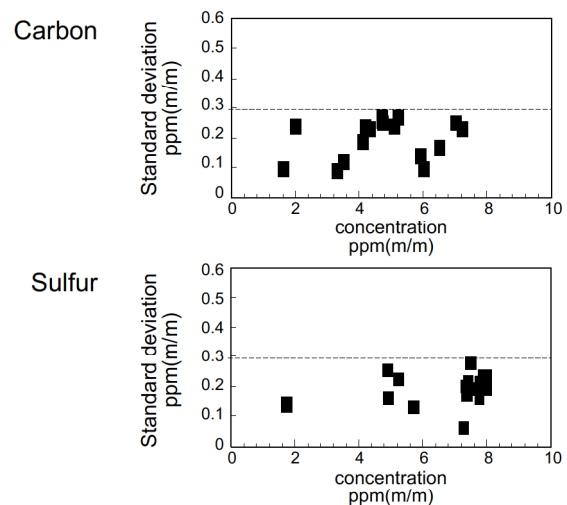 Carbon
Standard deviation
ppm(m/m)
0.6
0.5
0.4
0.3
0.2
0.1
0
0 2 4 6 8 10
concentration
ppm(m/m)
Sulfur
Standard deviation
ppm(m/m)
0.6
0.5
0.4
0.3
0.2
0.1
0
0 2 4 6 8 10
concentration
ppm(m/m)